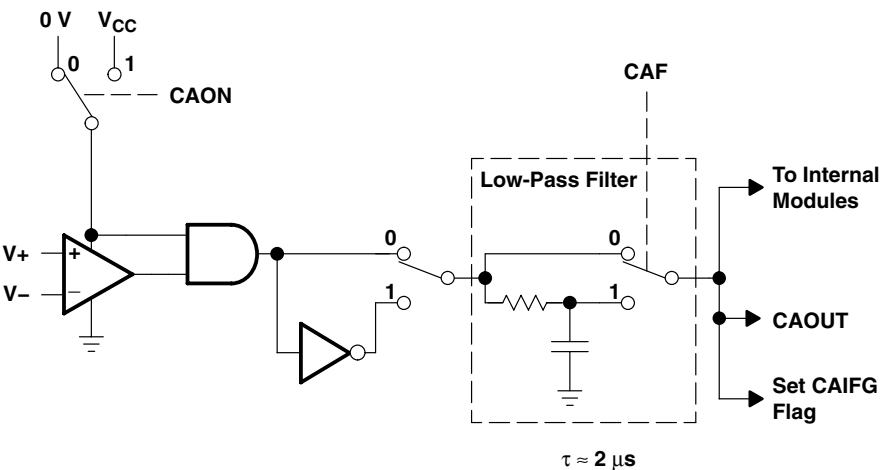 0 V VCC
0 1
CAON
CAF
Low-Pass Filter
To Internal
Modules
V+
+
V−
−
0
1
0
1
CAOUT
Set CAIFG
Flag
τ ≈ 2 μs